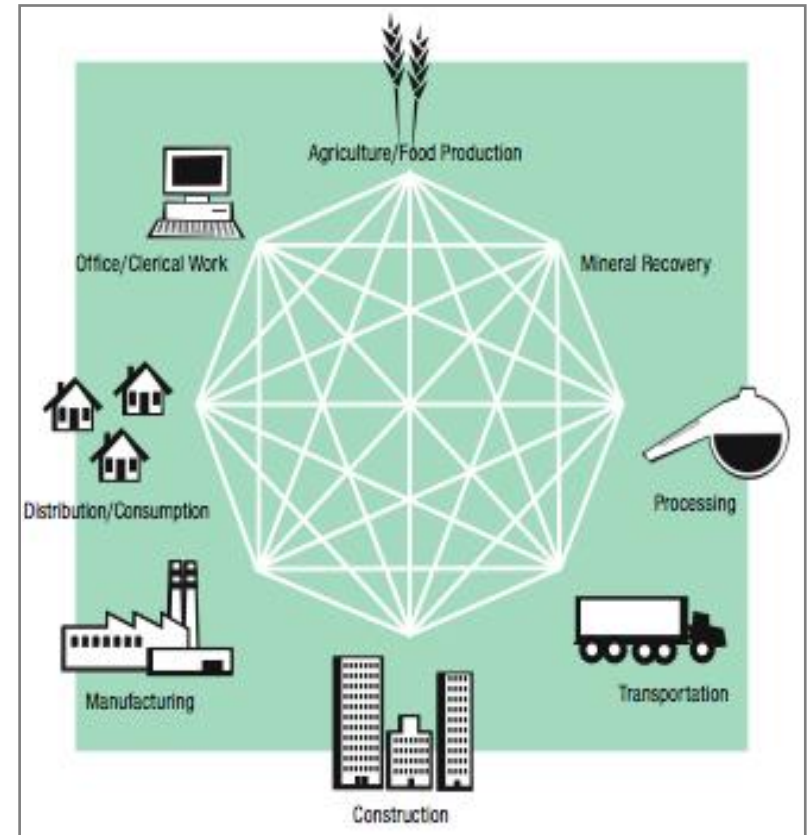 Agriculture/Food Production
Office/Clerical Work
Mineral Recovery
Distribution/Consumption
Processing
Manufacturing
Transportation
Construction